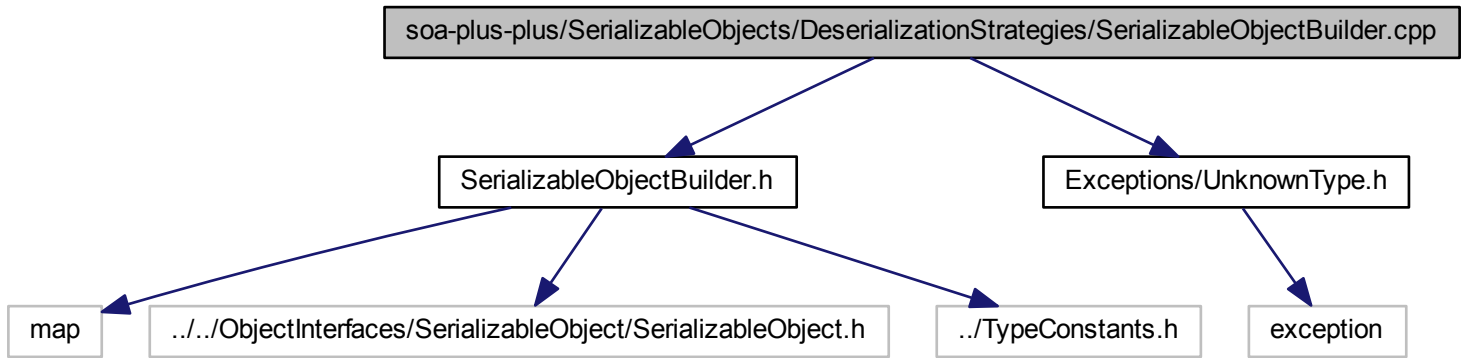 soa-plus-plus/SerializableObjects/DeserializationStrategies/SerializableObjectBuilder.cpp
SerializableObjectBuilder.h
Exceptions/UnknownType.h
map
../../ObjectInterfaces/SerializableObject/SerializableObject.h
../TypeConstants.h
exception